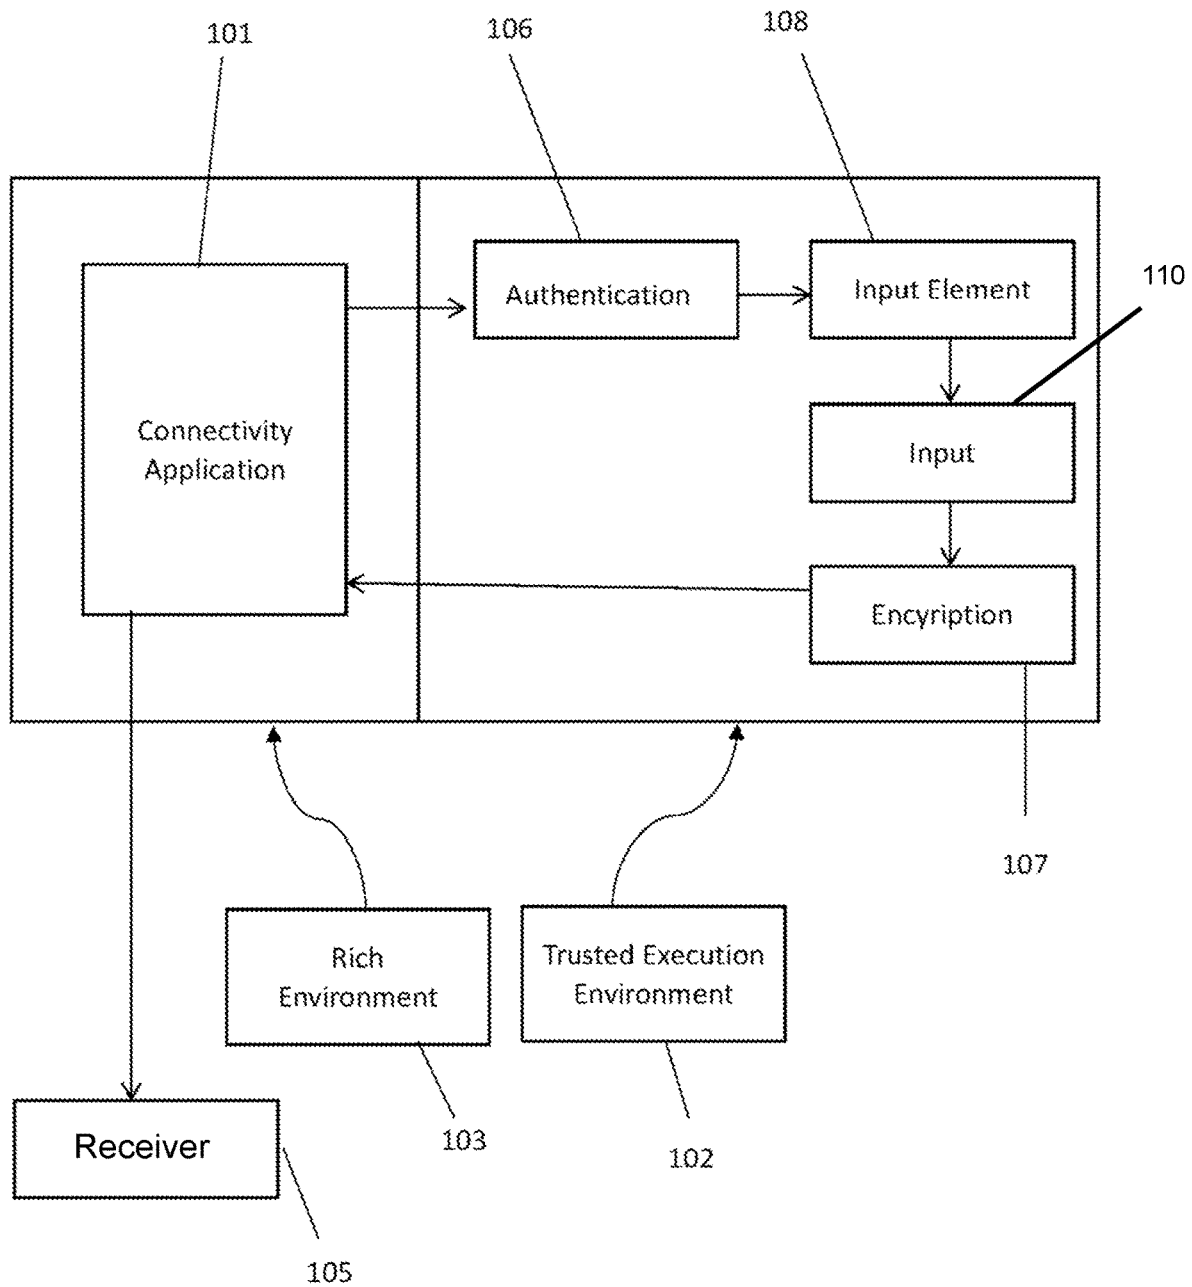 101
106
108
110
Authentication
Input Element
Connectivity
Application
Input
Encyription
107
Rich
Environment
Trusted Execution
Environment
Receiver
103
102
105